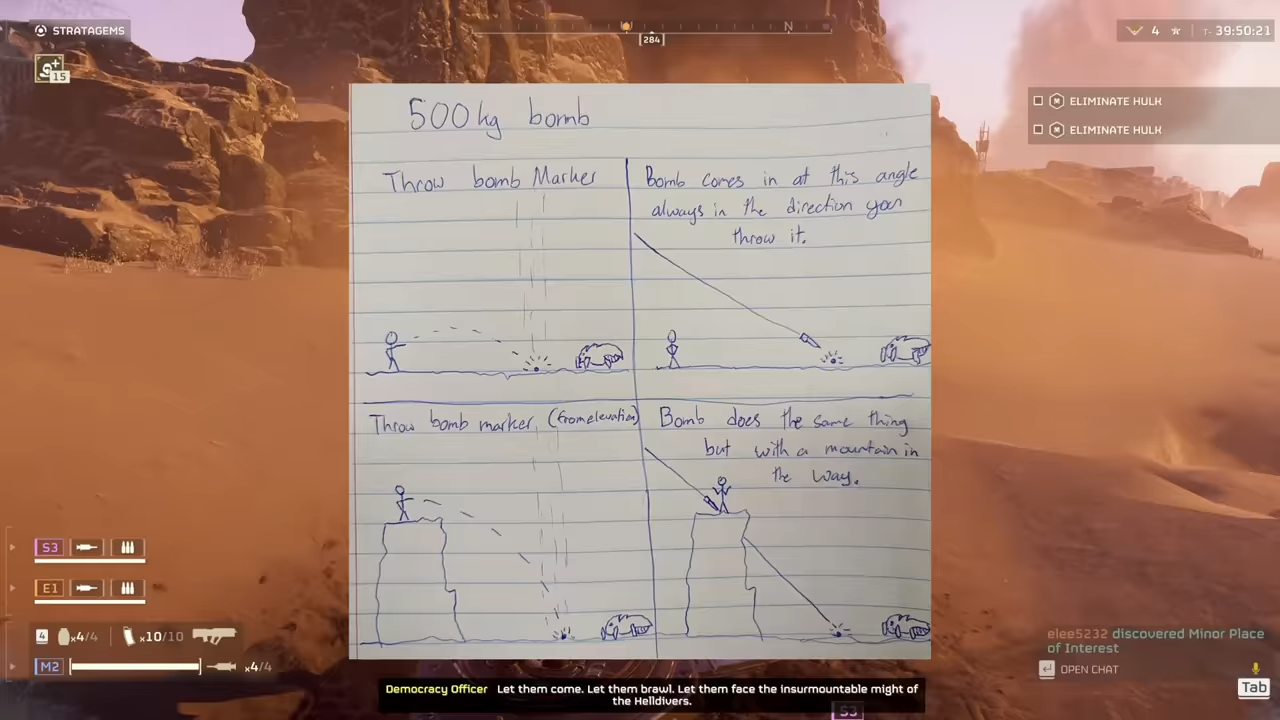 STRATAGEMS
15
N
284
4
T- 39:50:21
ELIMINATE HULK
ELIMINATE HULK
500kg bomb
Throw bomb Marker
Bomb comes in at this angle
always in the direction you
throw it.
Throw bomb marker (from elevation)
Bomb does the same thing
but with a mountain in
the way.
S3
E1
4 x4/4 x10/10
M2 x4/4
elee5232 discovered Minor Place
of Interest
OPEN CHAT
Tab
Democracy Officer Let them come. Let them brawl. Let them face the insurmountable might of
the Helldivers.
S3